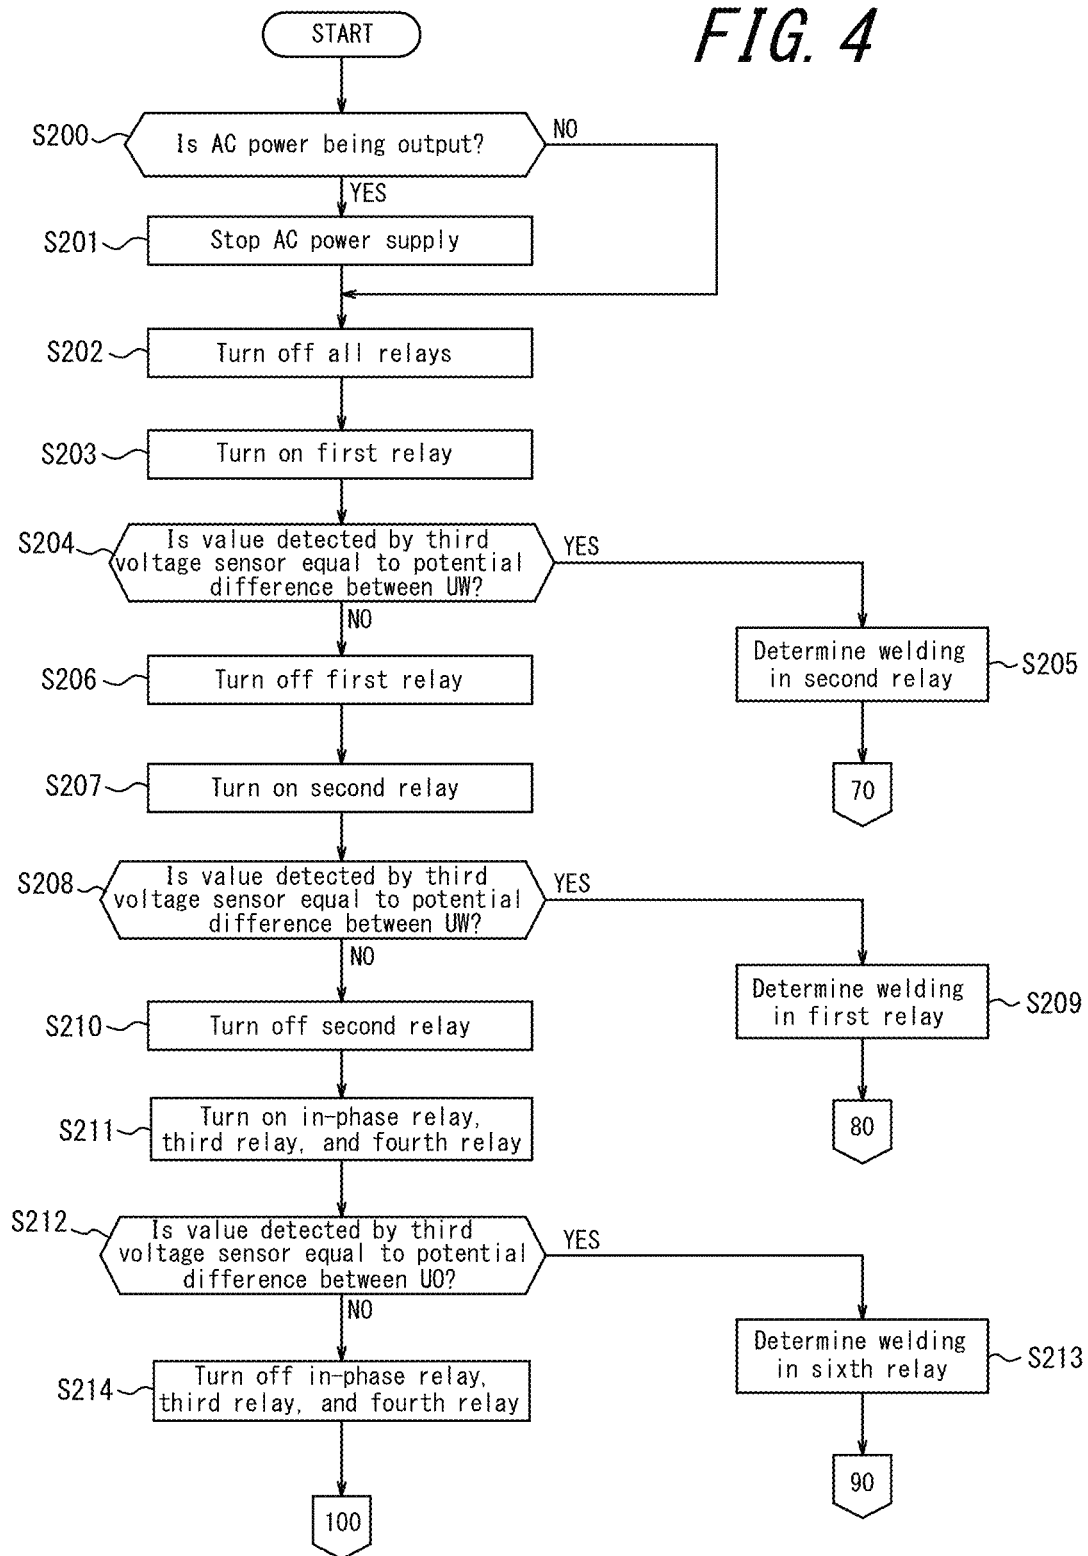 FIG. 4
START
S200
Is AC power being output?
NO
YES
S201
Stop AC power supply
S202
Turn off all relays
S203
Turn on first relay
S204
Is value detected by third
voltage sensor equal to potential
difference between UW?
YES
NO
Determine welding
in second relay
S205
S206
Turn off first relay
S207
Turn on second relay
70
S208
Is value detected by third
voltage sensor equal to potential
difference between UW?
YES
NO
Determine welding
in first relay
S209
S210
Turn off second relay
S211
Turn on in-phase relay,
third relay, and fourth relay
80
S212
Is value detected by third
voltage sensor equal to potential
difference between UO?
YES
NO
Determine welding
in sixth relay
S213
S214
Turn off in-phase relay,
third relay, and fourth relay
90
100